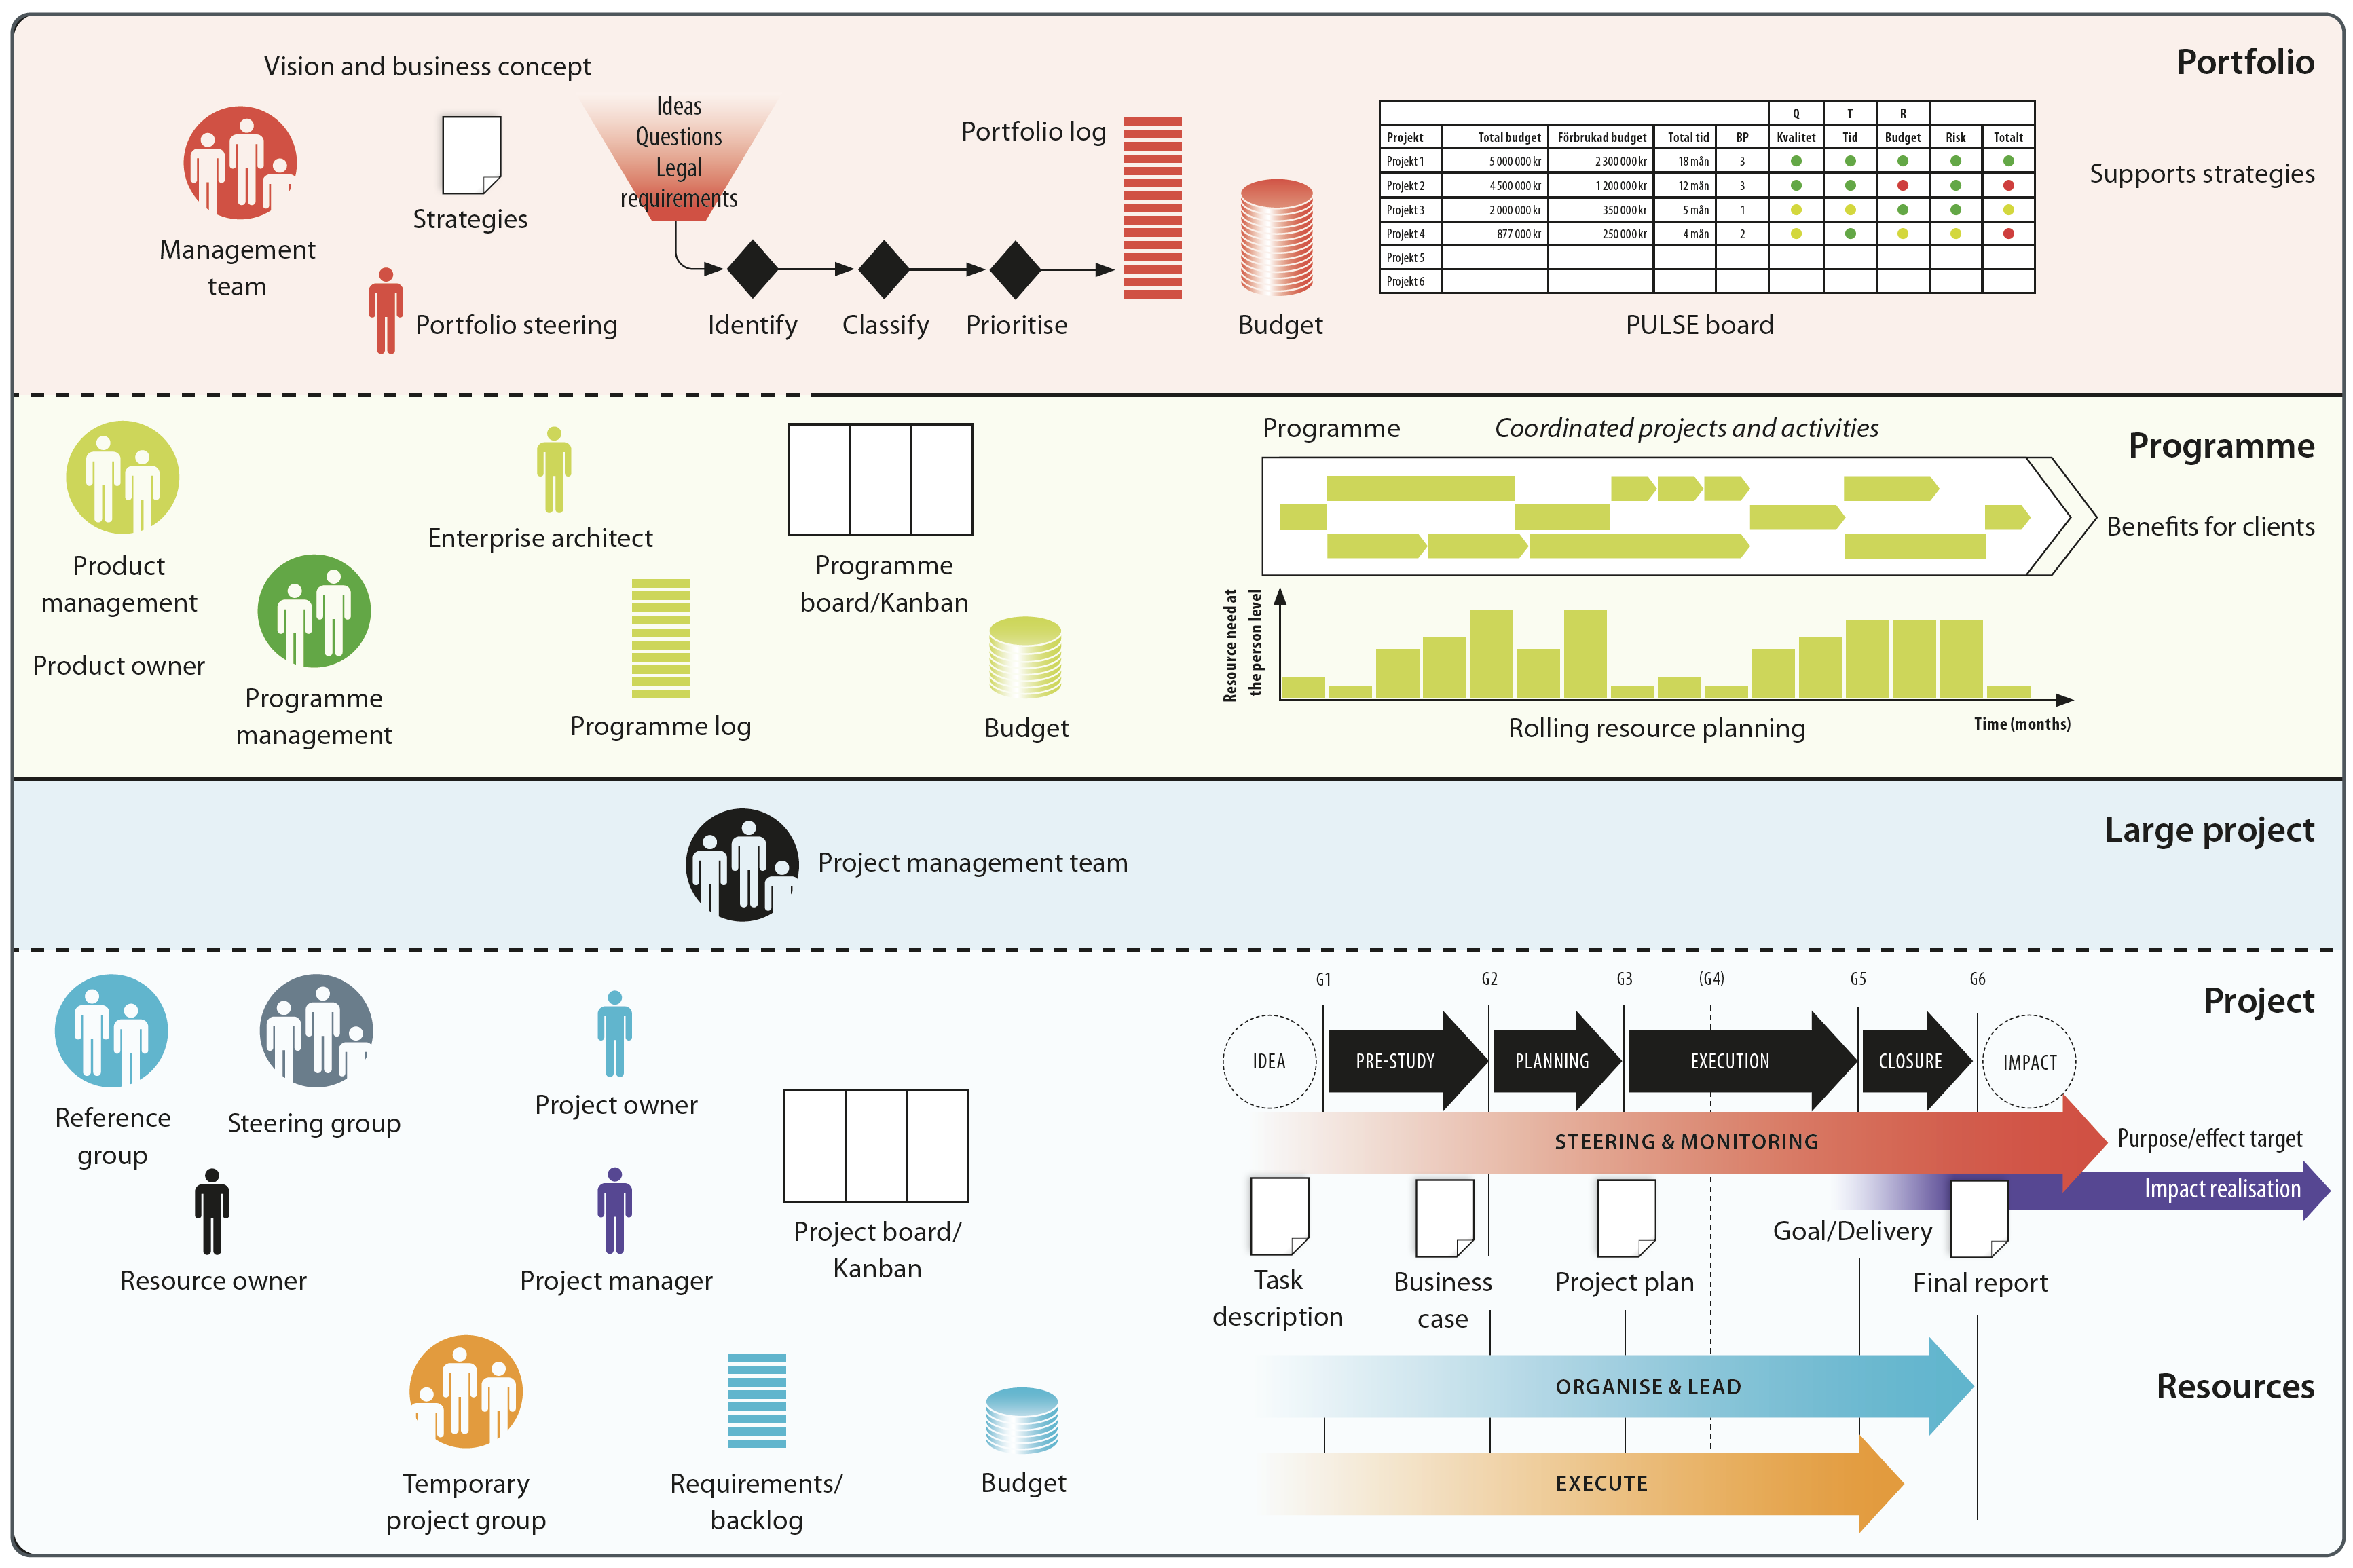 Portfolio
Vision and business concept
Management
team
Strategies
Portfolio steering
Ideas
Questions
Legal
requirements
Identify
Classify
Prioritise
Portfolio log
Budget
Q T R
Projekt Total budget Förbrukad budget Total tid BP Kvalitet Tid Budget Risk Totalt
Projekt 1 5 000 000 kr 2 300 000 kr 18 mån 3
Projekt 2 4 500 000 kr 1 200 000 kr 12 mån 3
Projekt 3 2 000 000 kr 350 000 kr 5 mån 1
Projekt 4 877 000 kr 250 000 kr 4 mån 2
Projekt 5
Projekt 6
PULSE board
Supports strategies
Programme
Product
management
Product owner
Programme
management
Enterprise architect
Programme log
Programme
board/Kanban
Budget
Programme
Coordinated projects and activities
Benefits for clients
Resource need at
the person level
Rolling resource planning
Time (months)
Large project
Project management team
Project
Reference
group
Steering group
Project owner
Resource owner
Project manager
Project board/
Kanban
Temporary
project group
Requirements/
backlog
Budget
G1 G2 G3 (G4) G5 G6
IDEA PRE-STUDY PLANNING EXECUTION CLOSURE IMPACT
STEERING & MONITORING
Purpose/effect target
Impact realisation
Goal/Delivery
Task
description
Business
case
Project plan
Final report
Resources
ORGANISE & LEAD
EXECUTE